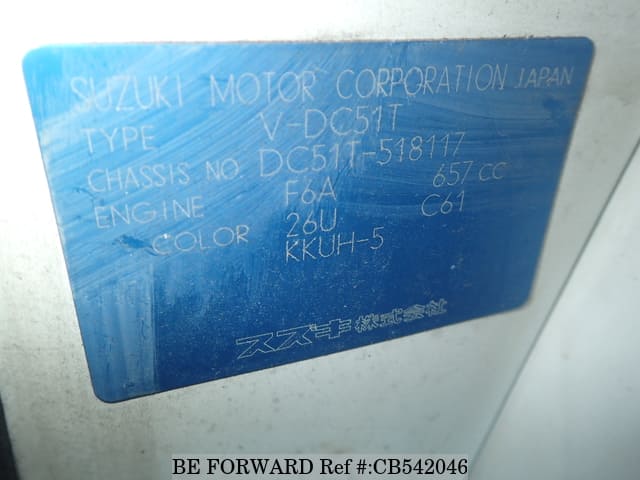 SUZUKI MOTOR CORPORATION JAPAN
TYPE V-DC51T
CHASSIS NO. DC51T-518117
ENGINE F6A 657 CC
COLOR 26U C61
KKUH-5
スズキ株式会社
BE FORWARD Ref #:CB542046